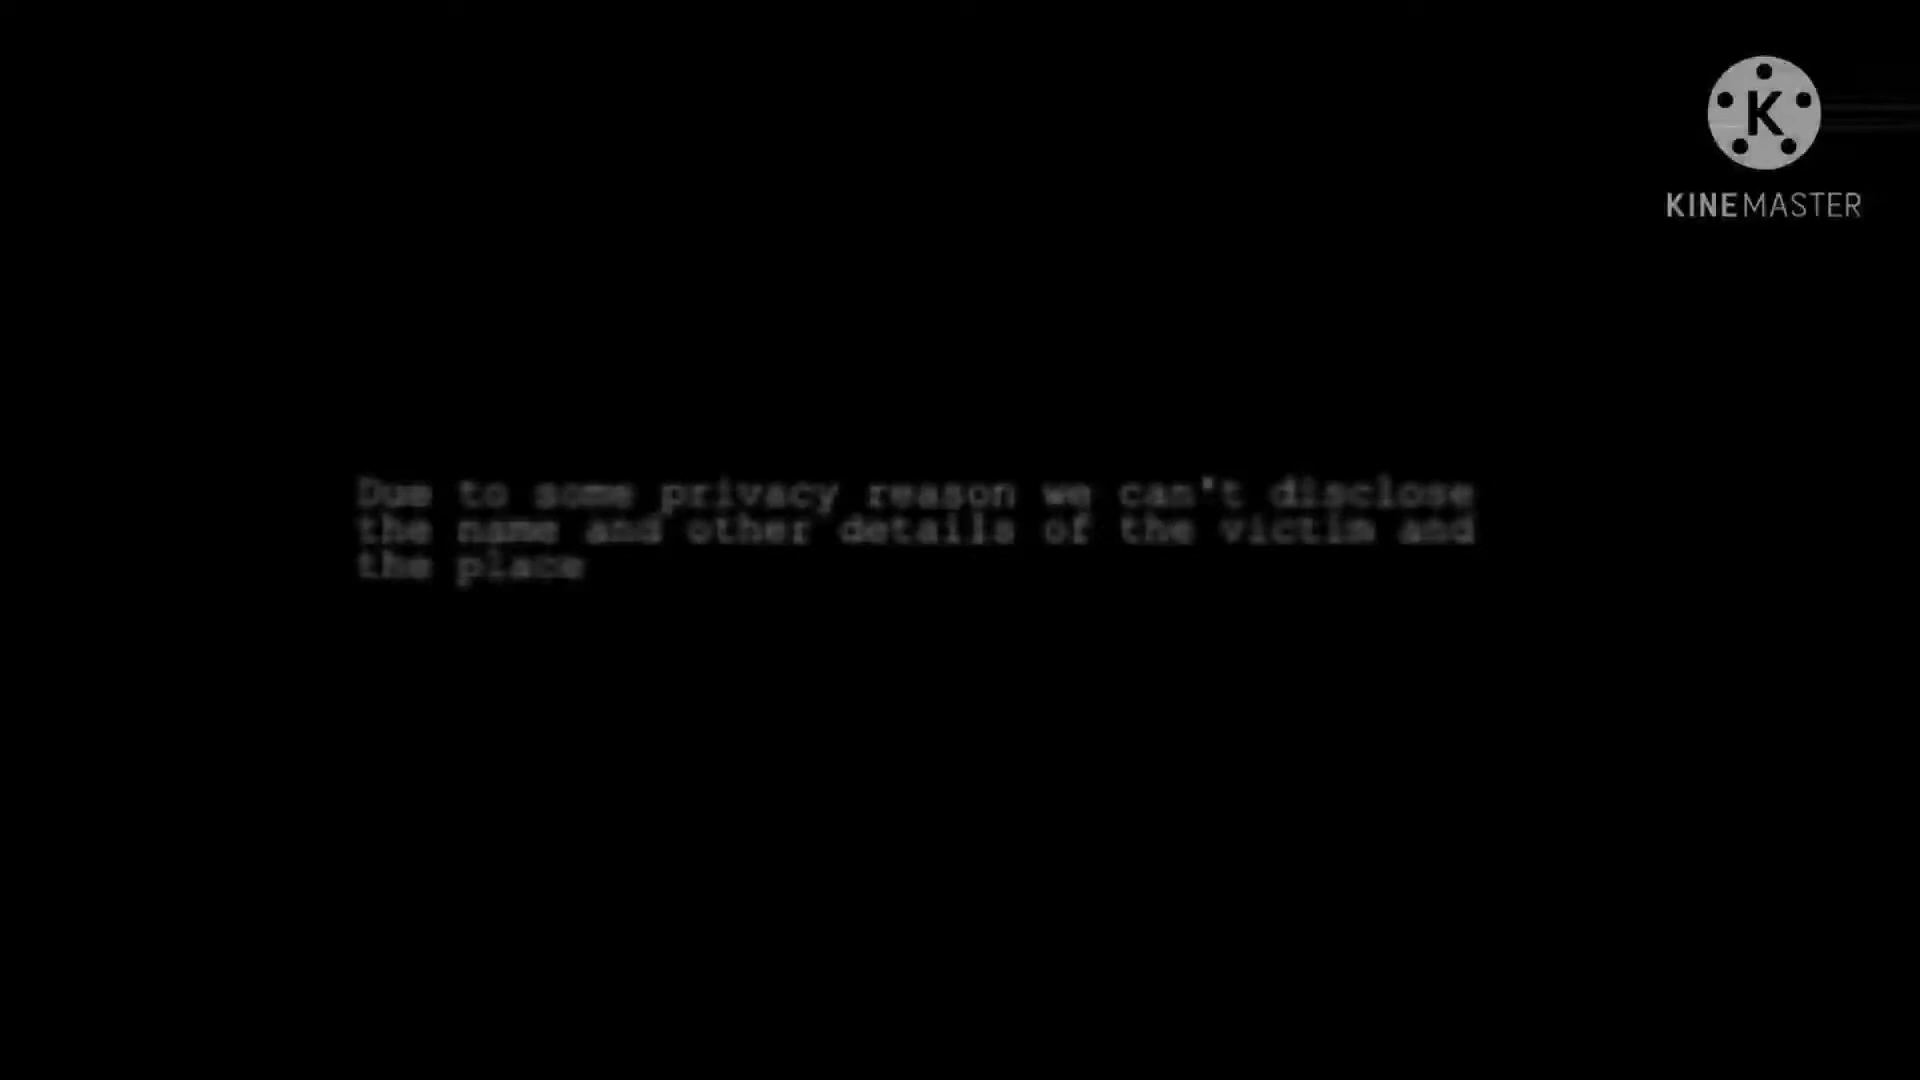 K
KINEMASTER
Due to some privacy reason we can't disclose
the name and other details of the victim and
the place